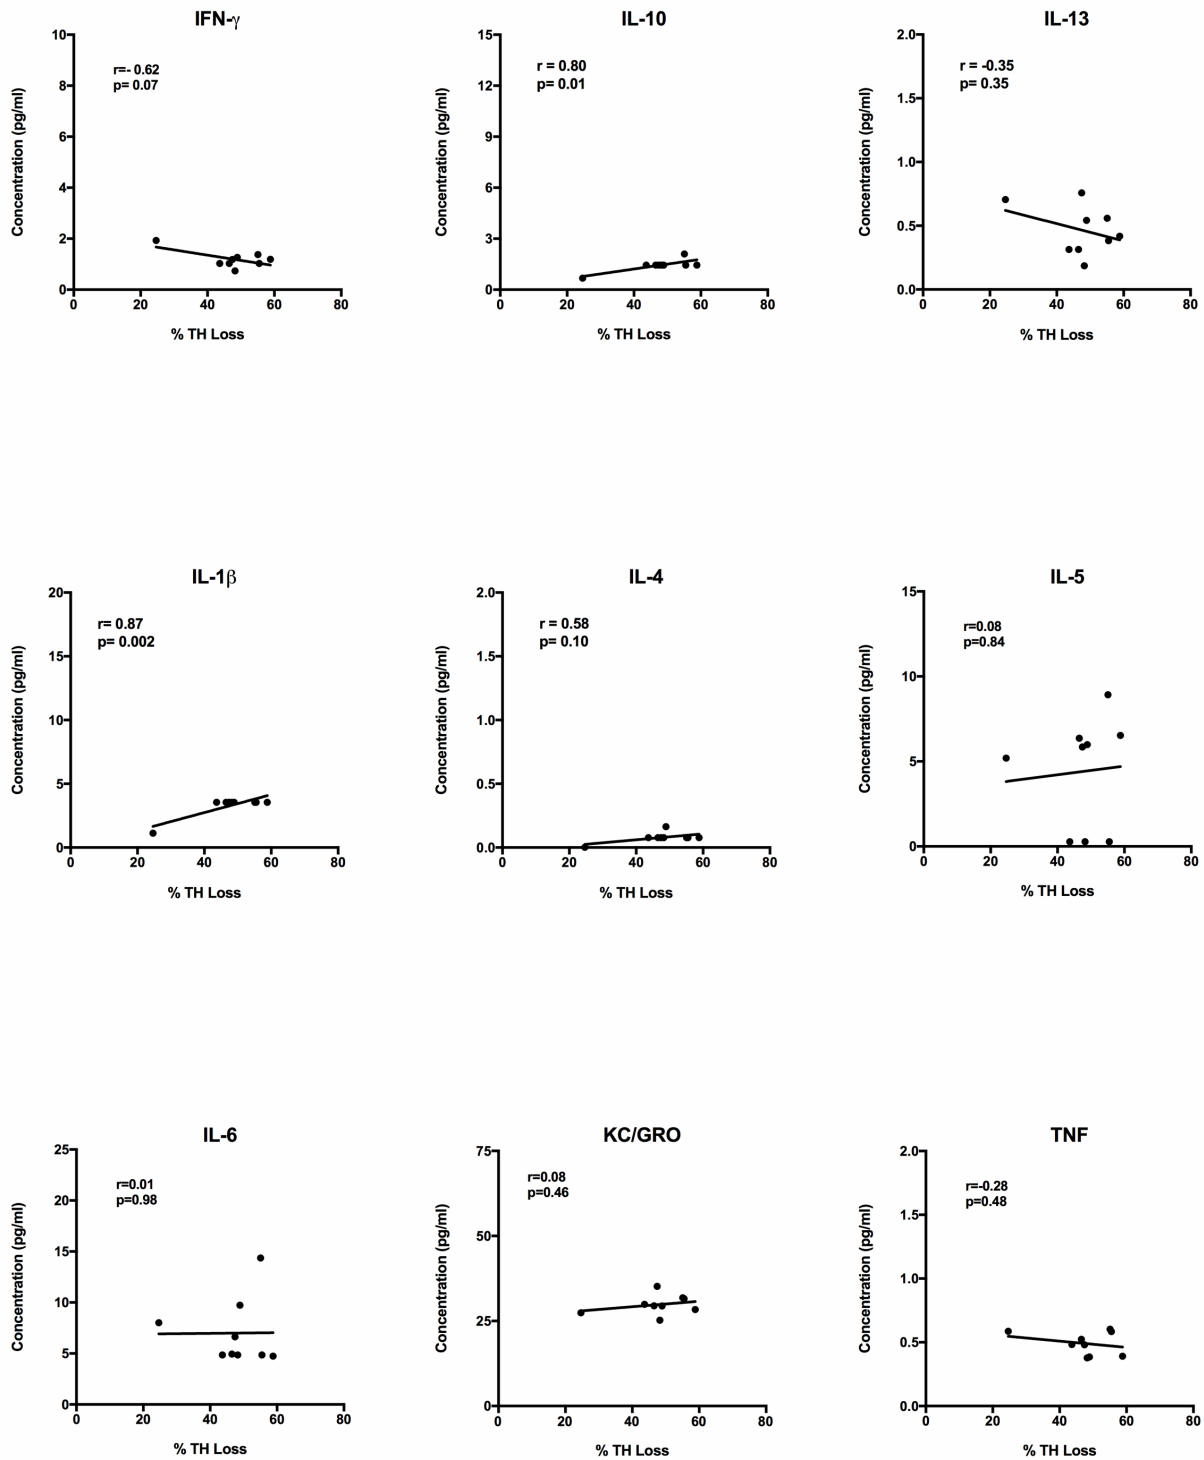 IFN-γ
r=- 0.62
p= 0.07
Concentration (pg/ml)
10
8
6
4
2
0
0 20 40 60 80
% TH Loss
IL-10
r = 0.80
p= 0.01
Concentration (pg/ml)
15
12
9
6
3
0
0 20 40 60 80
% TH Loss
IL-13
r = -0.35
p= 0.35
Concentration (pg/ml)
2.0
1.5
1.0
0.5
0.0
0 20 40 60 80
% TH Loss
IL-1β
r= 0.87
p= 0.002
Concentration (pg/ml)
20
15
10
5
0
0 20 40 60 80
% TH Loss
IL-4
r = 0.58
p= 0.10
Concentration (pg/ml)
2.0
1.5
1.0
0.5
0.0
0 20 40 60 80
% TH Loss
IL-5
r=0.08
p=0.84
Concentration (pg/ml)
15
10
5
0
0 20 40 60 80
% TH Loss
IL-6
r=0.01
p=0.98
Concentration (pg/ml)
25
20
15
10
5
0
0 20 40 60 80
% TH Loss
KC/GRO
r=0.08
p=0.46
Concentration (pg/ml)
75
50
25
0
0 20 40 60 80
% TH Loss
TNF
r=-0.28
p=0.48
Concentration (pg/ml)
2.0
1.5
1.0
0.5
0.0
0 20 40 60 80
% TH Loss